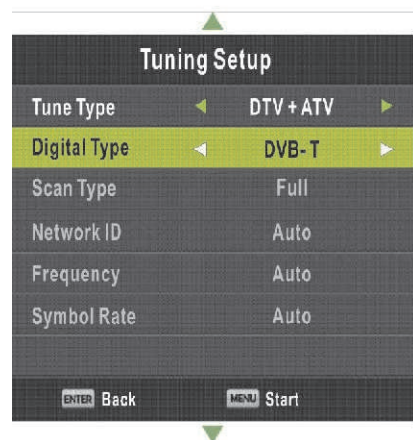 Tuning Setup
Tune Type DTV + ATV
Digital Type DVB-T
Scan Type Full
Network ID Auto
Frequency Auto
Symbol Rate Auto
ENTER Back MENU Start